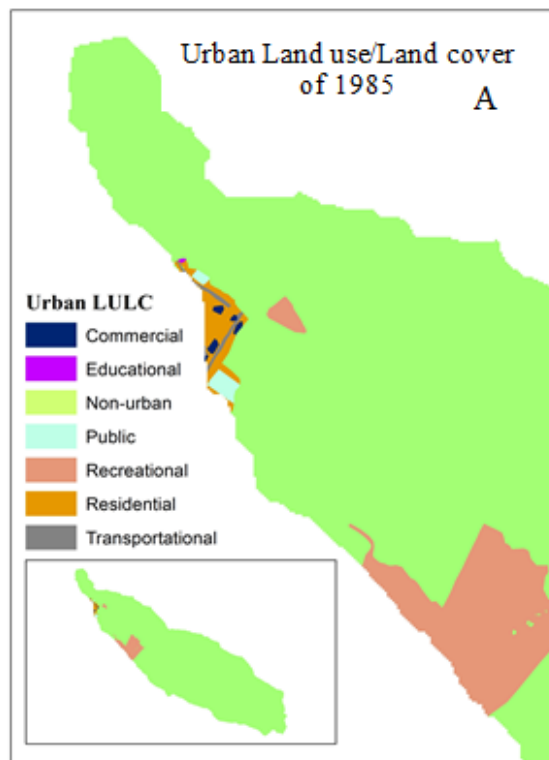 Urban Land use/Land cover
of 1985
A
Urban LULC
Commercial
Educational
Non-urban
Public
Recreational
Residential
Transportational